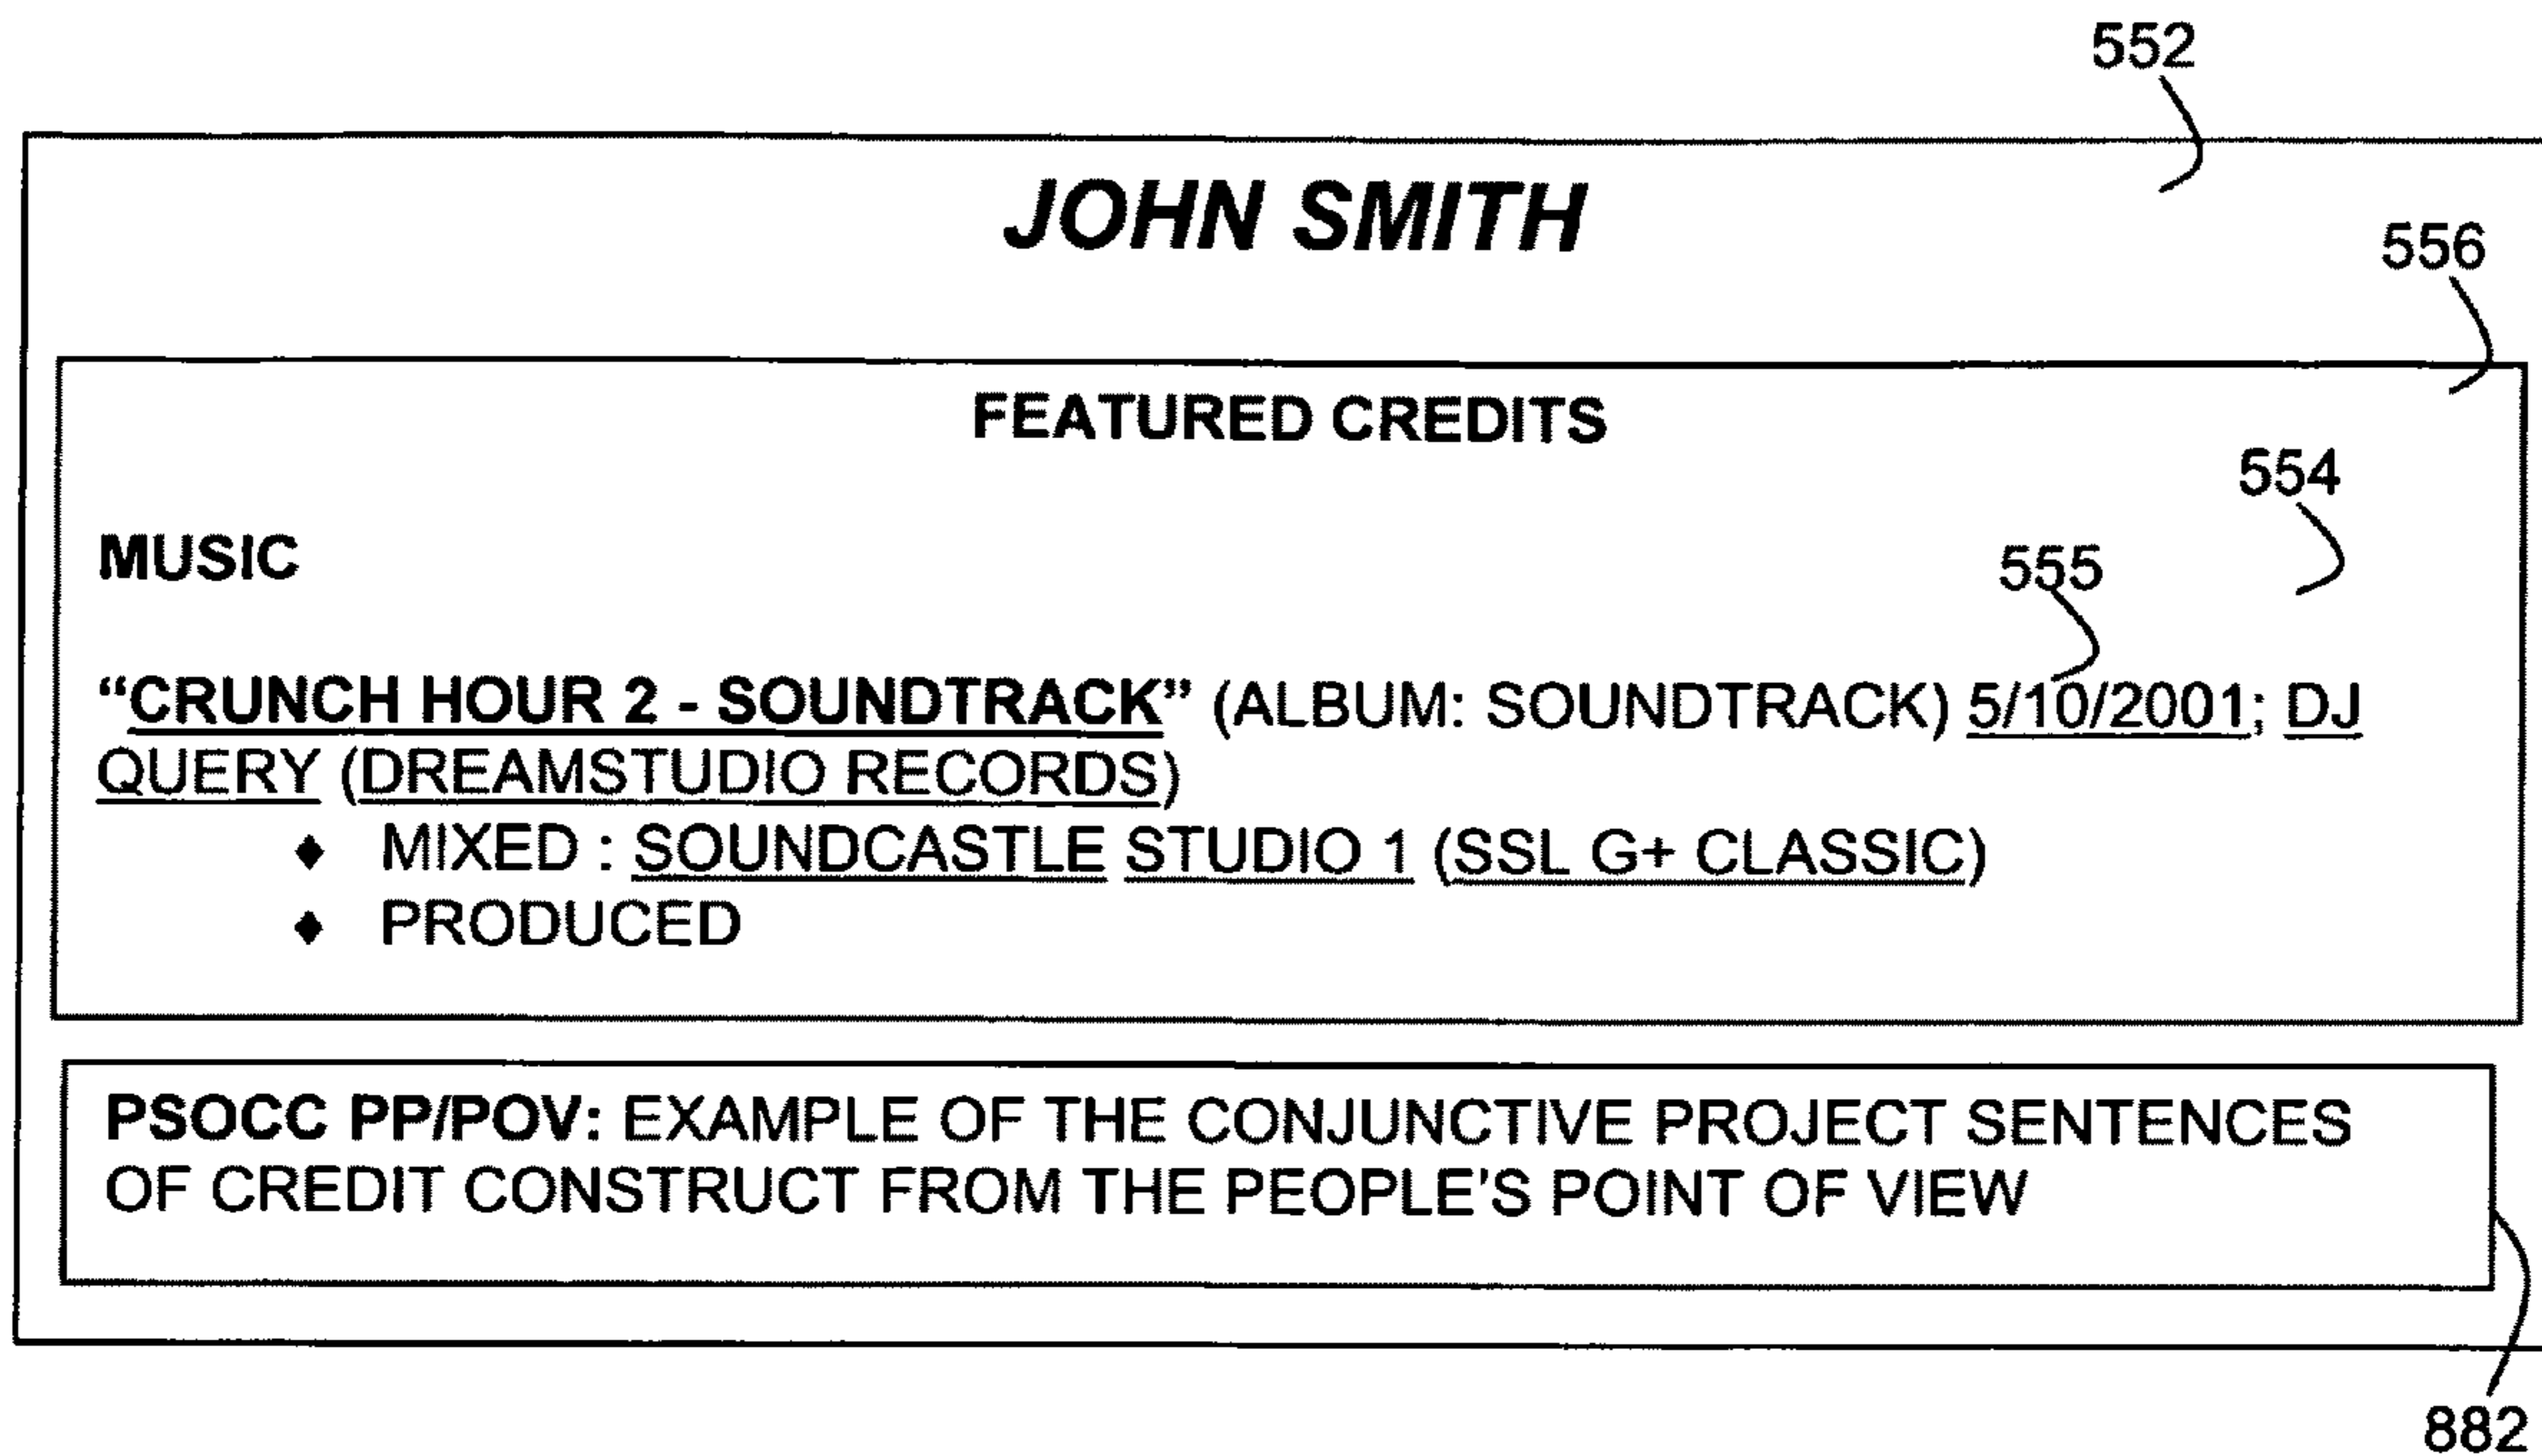 552
JOHN SMITH
556
FEATURED CREDITS
554
MUSIC
555
“CRUNCH HOUR 2 - SOUNDTRACK” (ALBUM: SOUNDTRACK) 5/10/2001; DJ
QUERY (DREAMSTUDIO RECORDS)
♦ MIXED : SOUNDCASTLE STUDIO 1 (SSL G+ CLASSIC)
♦ PRODUCED
PSOCC PP/POV: EXAMPLE OF THE CONJUNCTIVE PROJECT SENTENCES
OF CREDIT CONSTRUCT FROM THE PEOPLE'S POINT OF VIEW
882